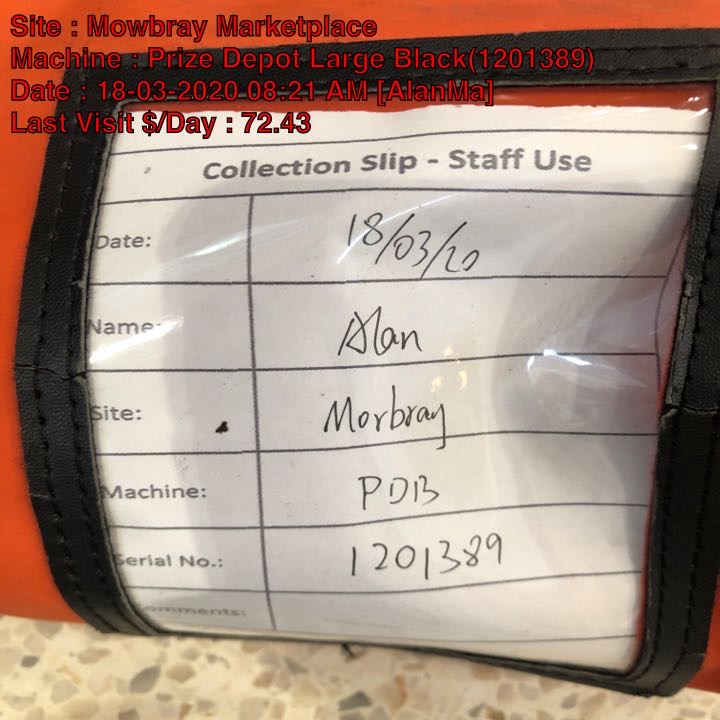 Site : Mowbray Marketplace
Machine : Prize Depot Large Black(1201389)
Date : 18-03-2020 08:21 AM [AlanMa]
Last Visit $/Day : 72.43
Collection Slip - Staff Use
Date: 18/03/20
Name: Alan
Site: Morbray
Machine: PDB
Serial No.: 1201389
Comments: